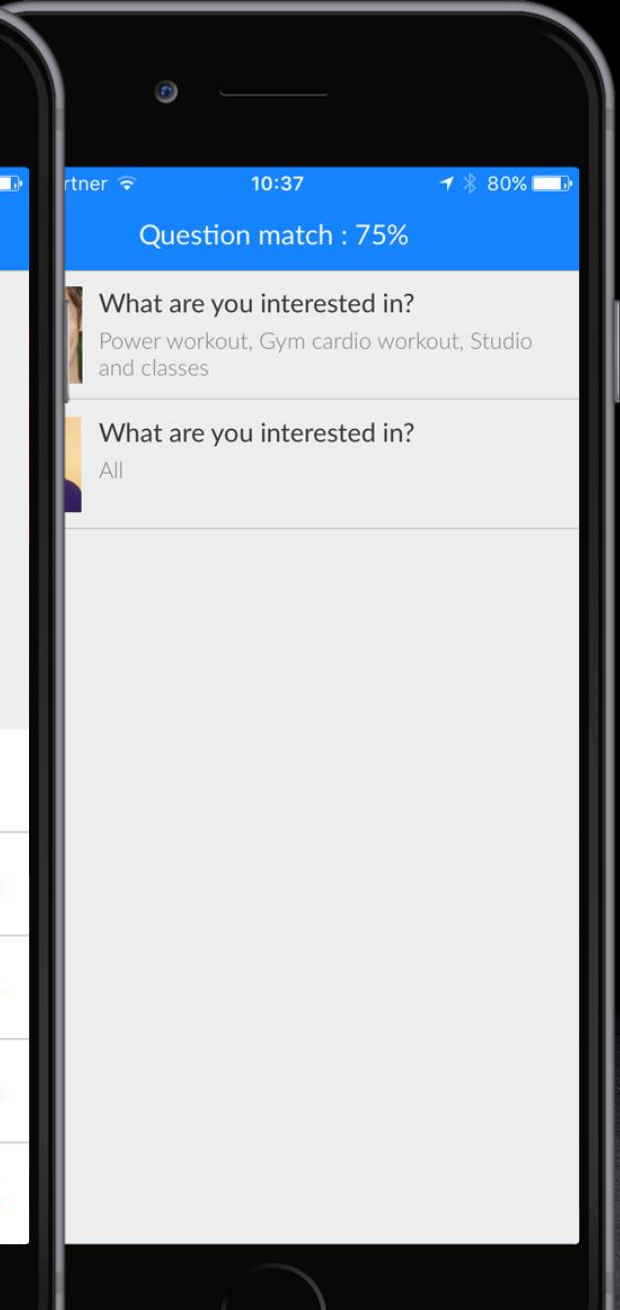 rtner 10:37 80%
Question match : 75%
What are you interested in?
Power workout, Gym cardio workout, Studio
and classes
What are you interested in?
All